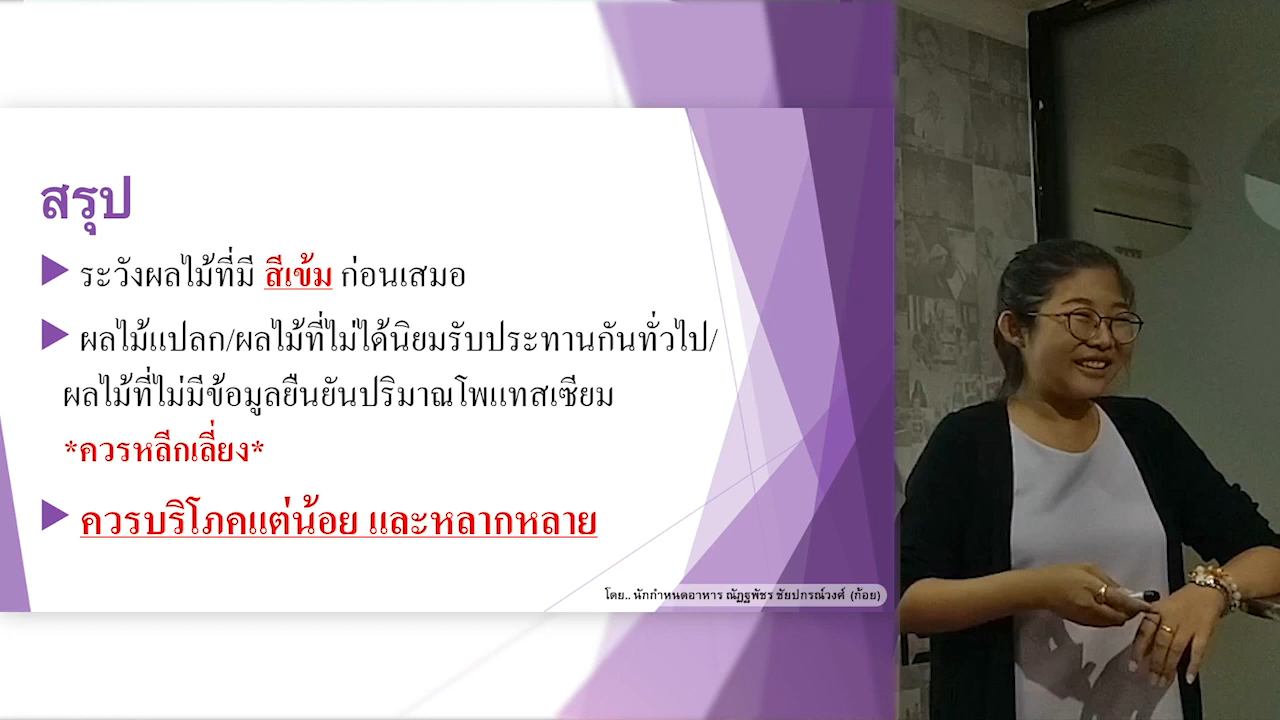 สรุป
ระวังผลไม้ที่มี สีเข้ม ก่อนเสมอ
ผลไม้แปลก/ผลไม้ที่ไม่ได้นิยมรับประทานกันทั่วไป/
ผลไม้ที่ไม่มีข้อมูลยืนยันปริมาณโพแทสเซียม
*ควรหลีกเลี่ยง*
ควรบริโภคแต่น้อย และหลากหลาย
โดย.. นักกำหนดอาหาร ณัฏฐพัชร ชัยปกรณ์วงศ์ (ก้อย)